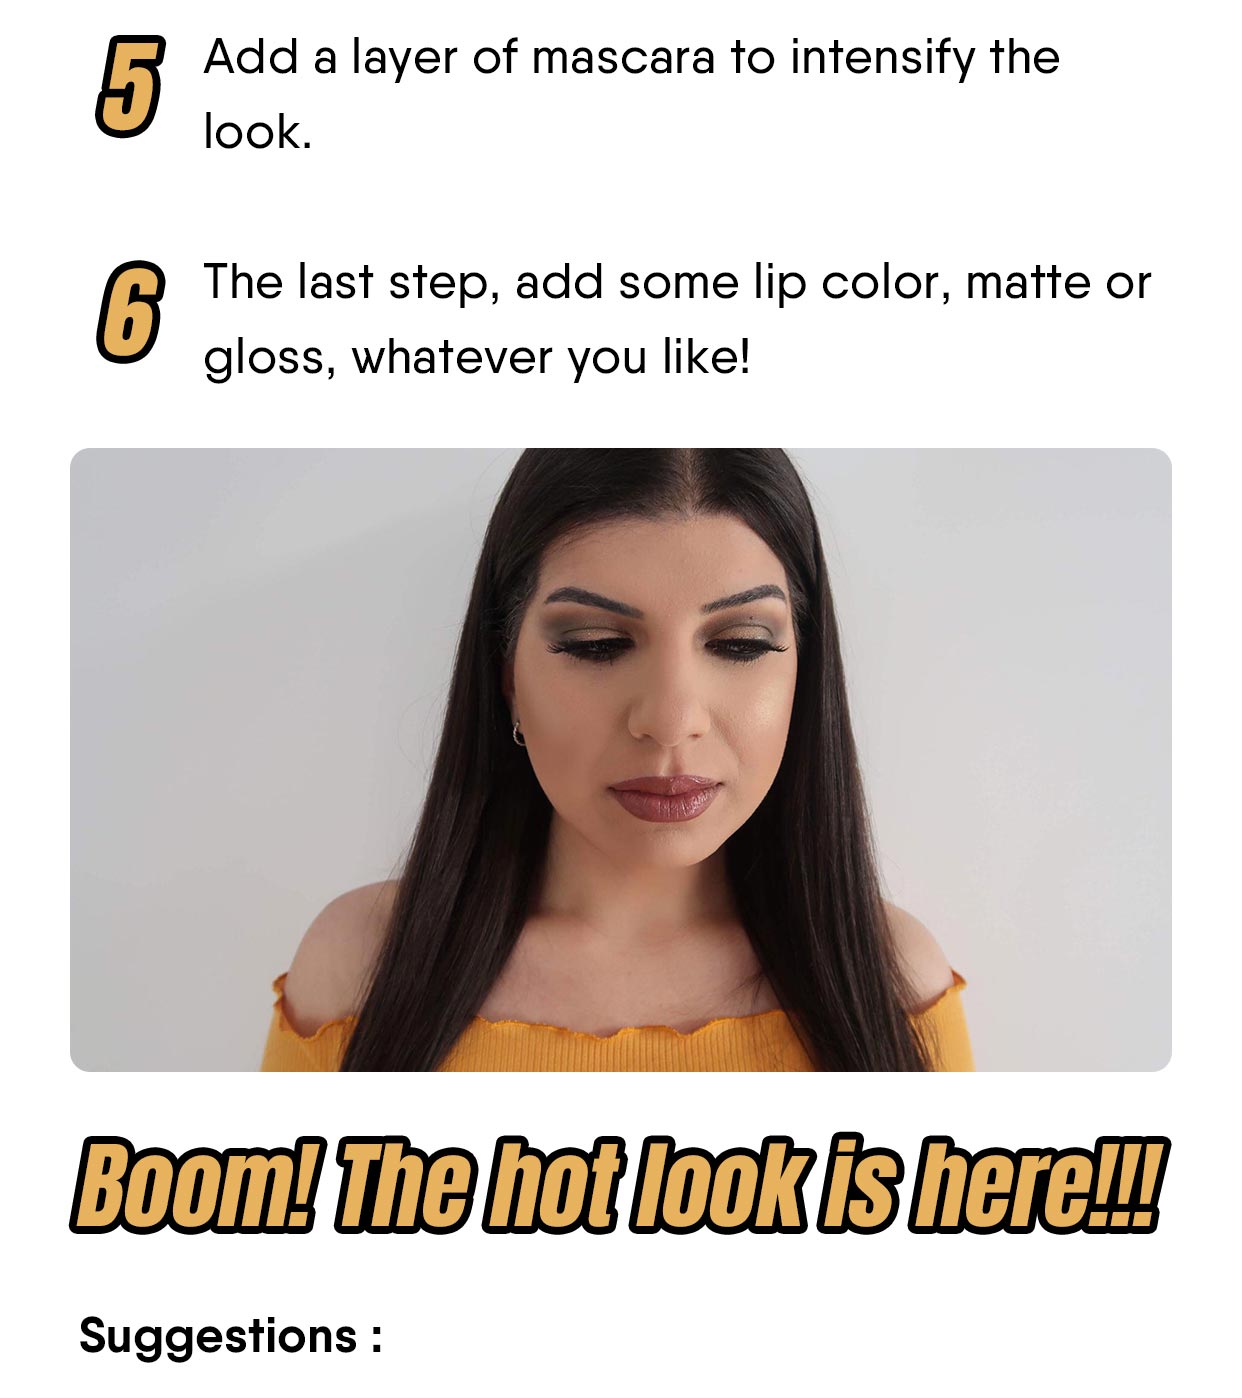 5 Add a layer of mascara to intensify the
look.
6 The last step, add some lip color, matte or
gloss, whatever you like!
Boom! The hot look is here!!!
Suggestions :